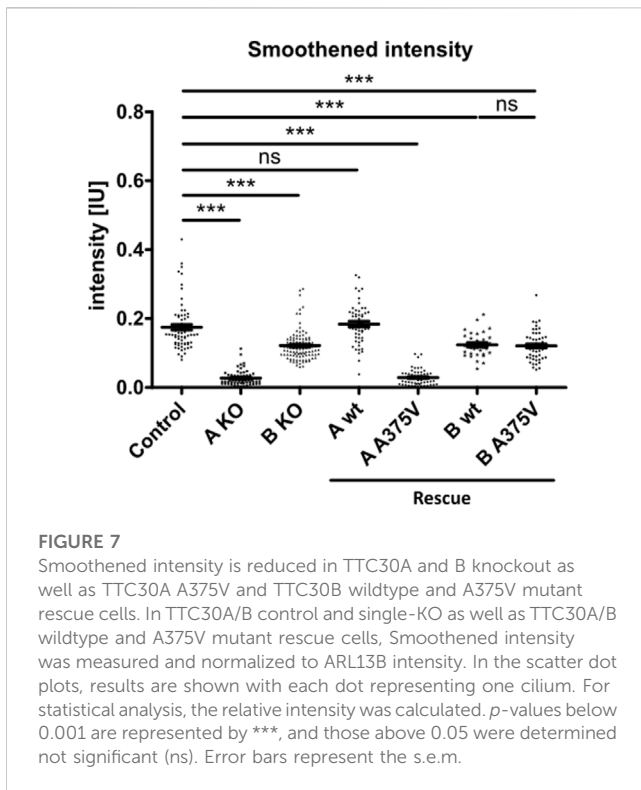 Smoothened intensity
***
*** ns
***
ns
***
***
intensity [IU]
0.8
0.6
0.4
0.2
0.0
Control
A KO
B KO
A wt
A A375V
B wt
B A375V
Rescue
FIGURE 7
Smoothened intensity is reduced in TTC30A and B knockout as
well as TTC30A A375V and TTC30B wildtype and A375V mutant
rescue cells. In TTC30A/B control and single-KO as well as TTC30A/B
wildtype and A375V mutant rescue cells, Smoothened intensity
was measured and normalized to ARL13B intensity. In the scatter dot
plots, results are shown with each dot representing one cilium. For
statistical analysis, the relative intensity was calculated. p-values below
0.001 are represented by ***, and those above 0.05 were determined
not significant (ns). Error bars represent the s.e.m.